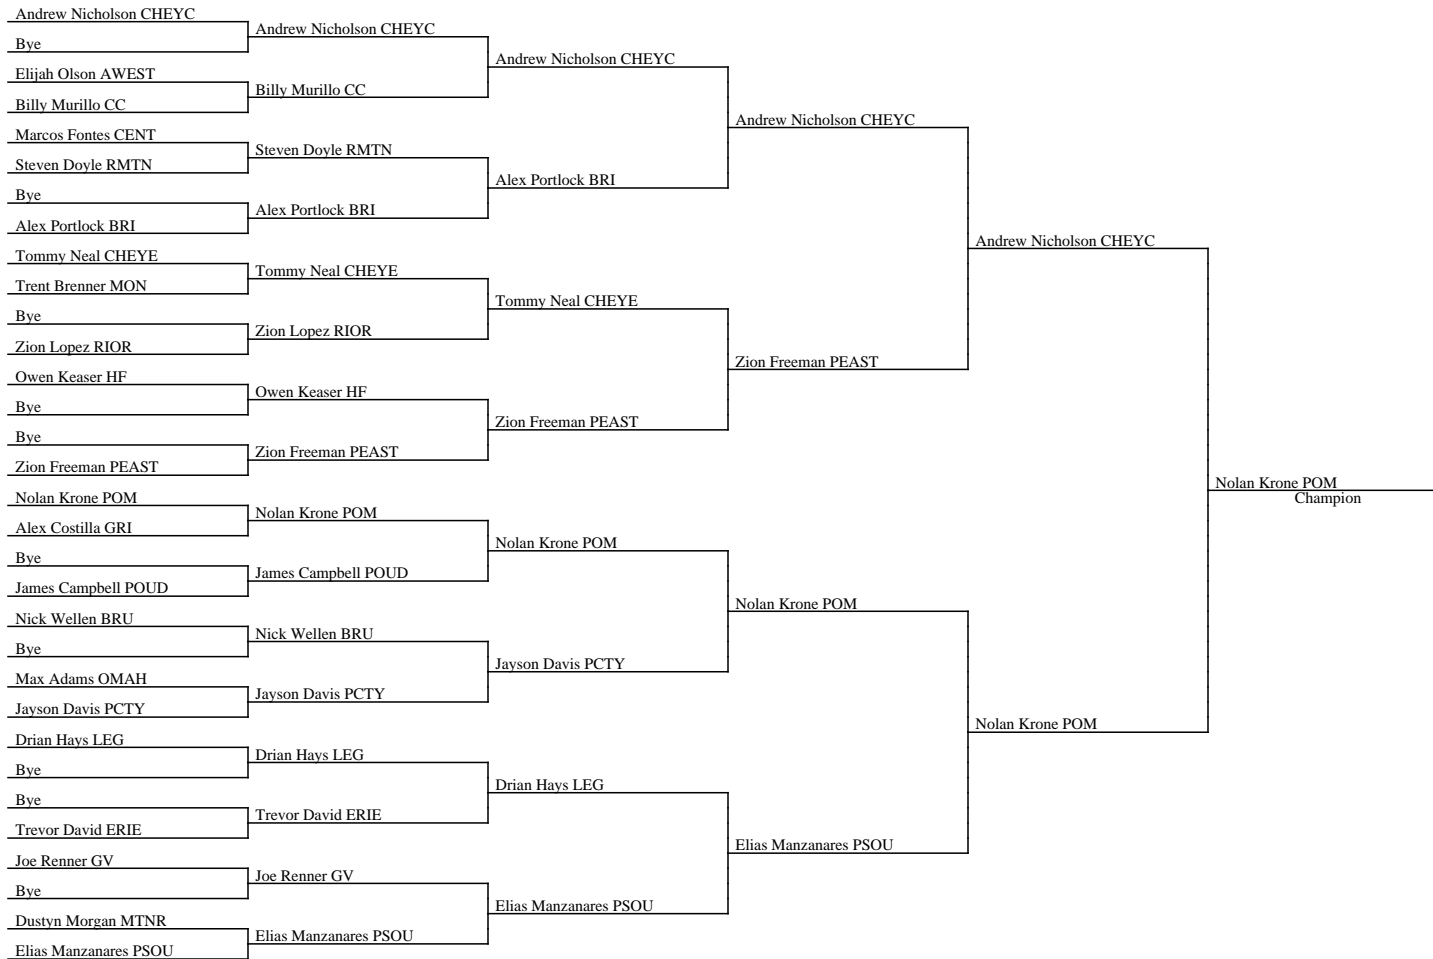 Andrew Nicholson CHEYC
Bye
Elijah Olson AWEST
Billy Murillo CC
Marcos Fontes CENT
Steven Doyle RMTN
Bye
Alex Portlock BRI
Tommy Neal CHEYE
Trent Brenner MON
Bye
Zion Lopez RIOR
Owen Keaser HF
Bye
Bye
Zion Freeman PEAST
Nolan Krone POM
Alex Costilla GRI
Bye
James Campbell POUD
Nick Wellen BRU
Bye
Max Adams OMAH
Jayson Davis PCTY
Drian Hays LEG
Bye
Bye
Trevor David ERIE
Joe Renner GV
Bye
Dustyn Morgan MTNR
Elias Manzanares PSOU
Andrew Nicholson CHEYC
Billy Murillo CC
Steven Doyle RMTN
Alex Portlock BRI
Tommy Neal CHEYE
Zion Lopez RIOR
Owen Keaser HF
Zion Freeman PEAST
Nolan Krone POM
James Campbell POUD
Nick Wellen BRU
Jayson Davis PCTY
Drian Hays LEG
Trevor David ERIE
Joe Renner GV
Elias Manzanares PSOU
Andrew Nicholson CHEYC
Alex Portlock BRI
Tommy Neal CHEYE
Zion Freeman PEAST
Nolan Krone POM
Jayson Davis PCTY
Drian Hays LEG
Elias Manzanares PSOU
Andrew Nicholson CHEYC
Zion Freeman PEAST
Nolan Krone POM
Elias Manzanares PSOU
Andrew Nicholson CHEYC
Nolan Krone POM
Nolan Krone POM
Champion